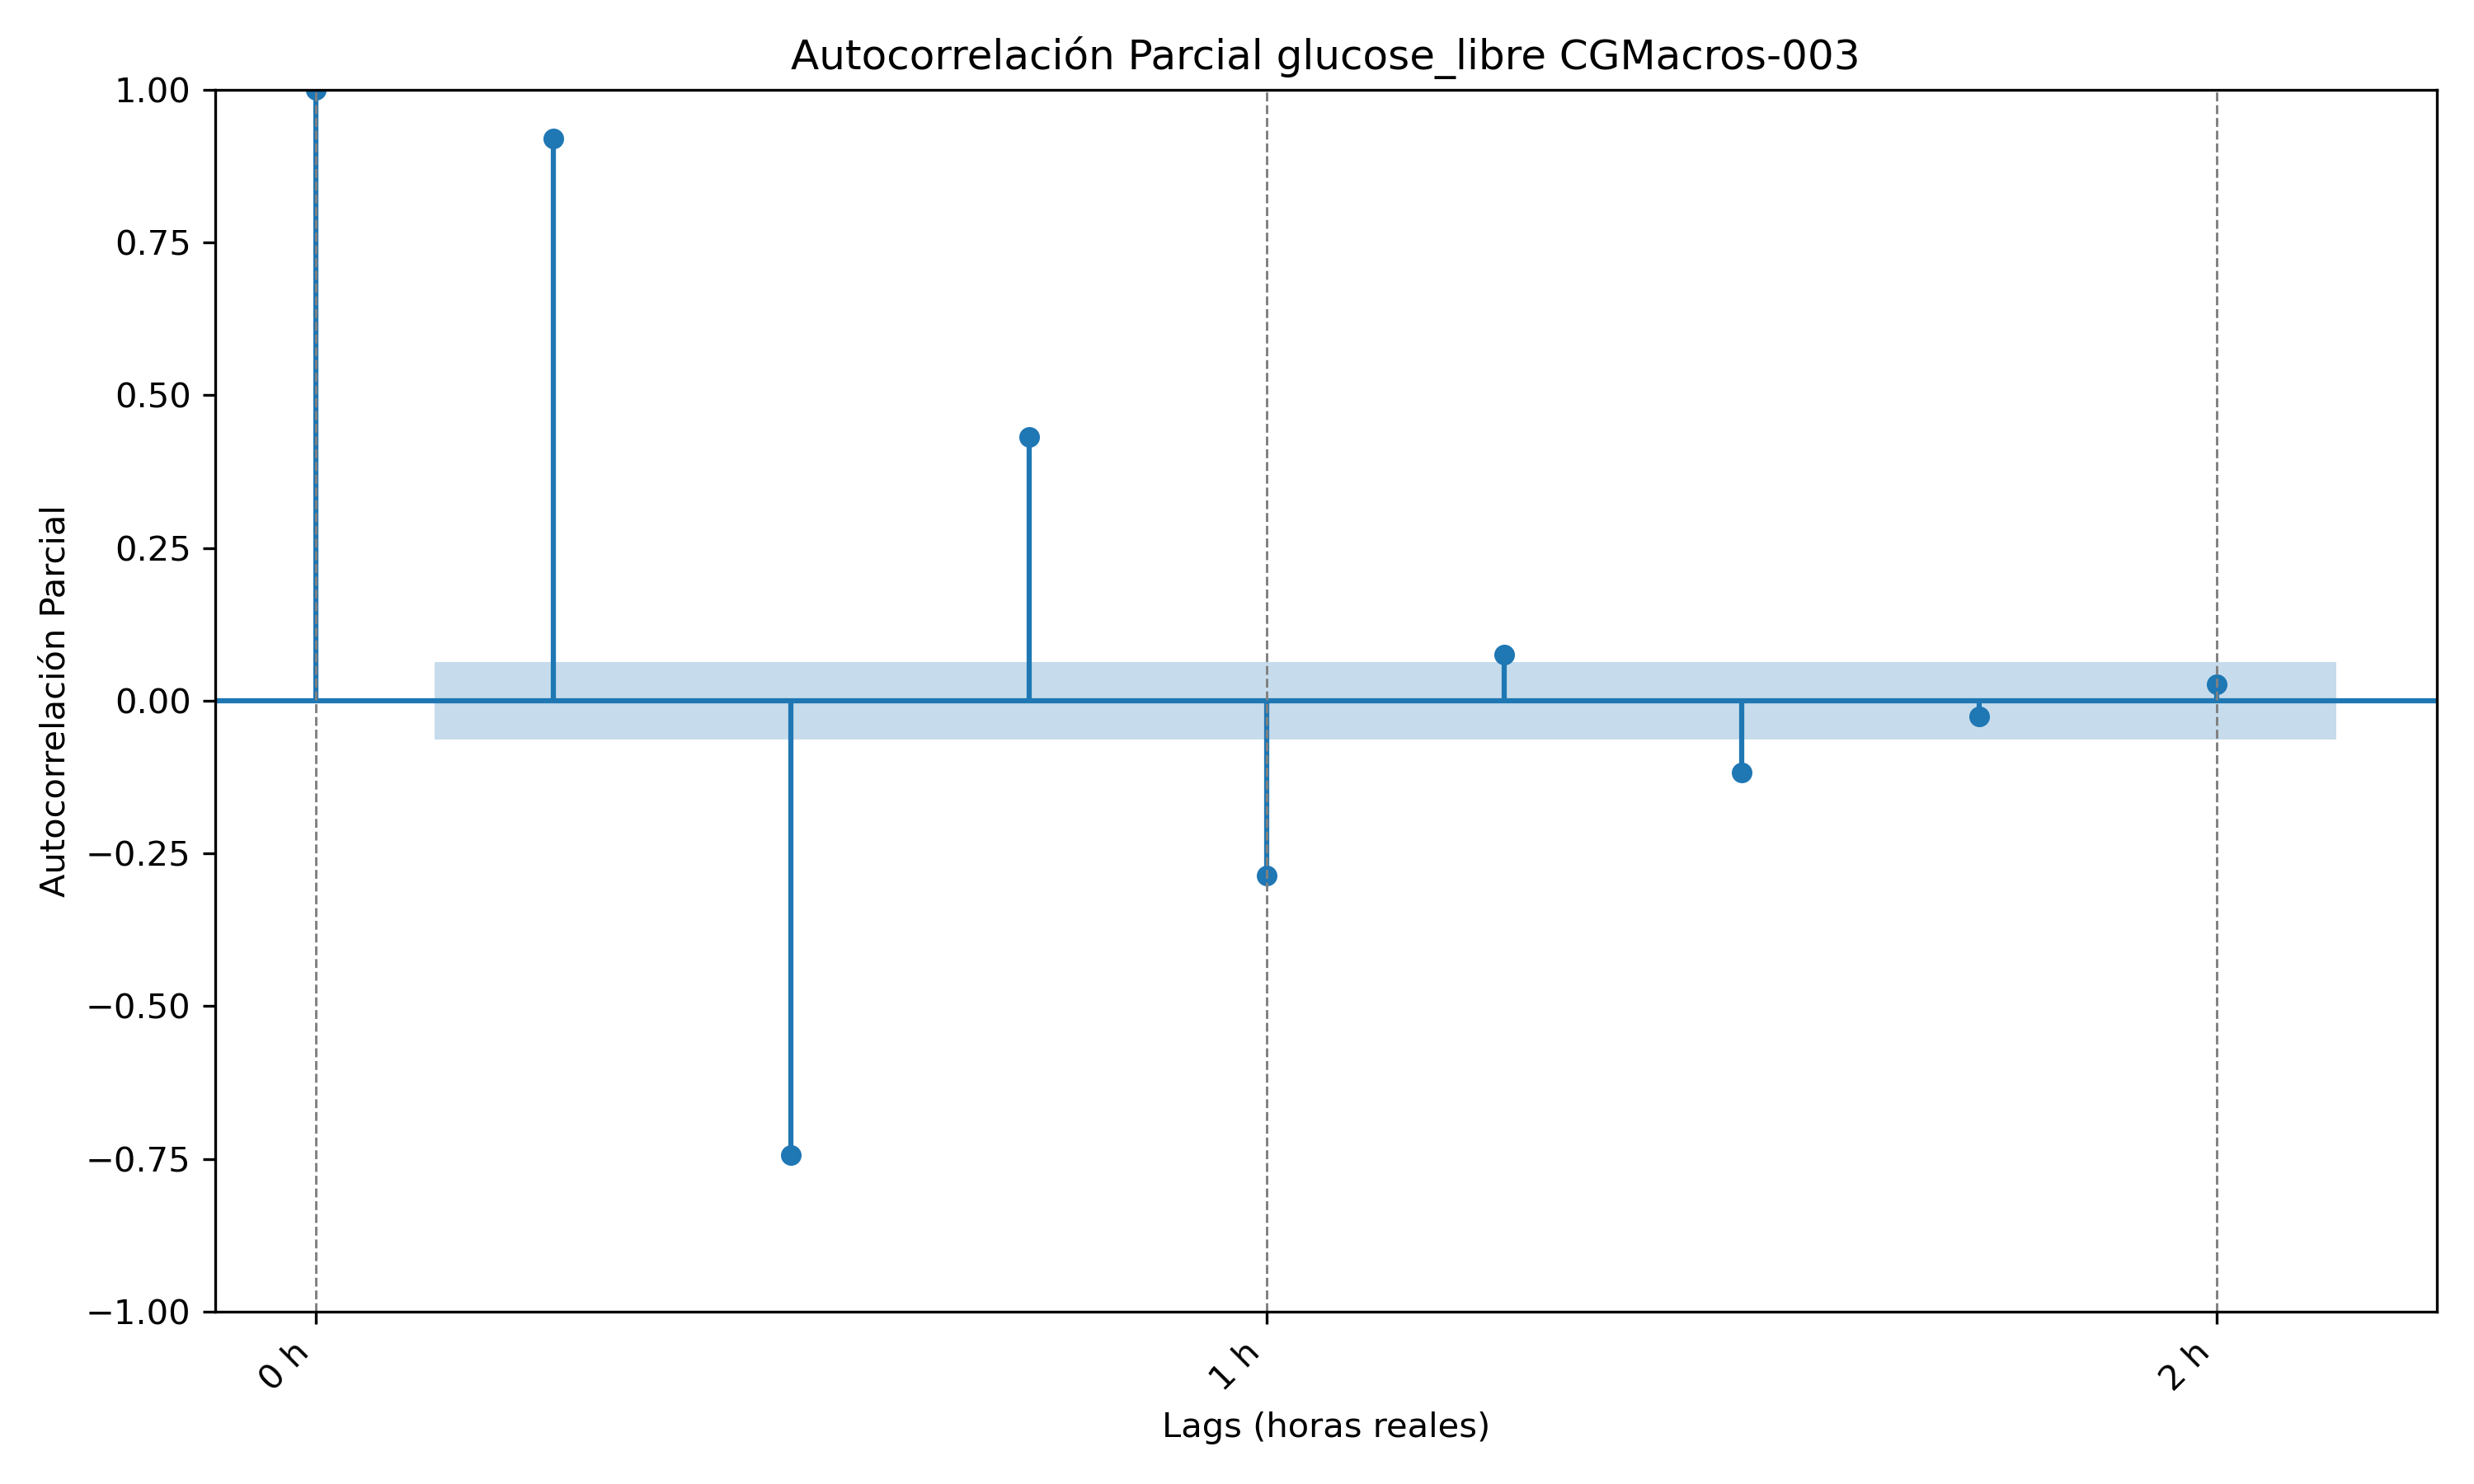 Autocorrelación Parcial glucose_libre CGMacros-003
1.00
0.75
0.50
0.25
0.00
−0.25
−0.50
−0.75
−1.00
Autocorrelación Parcial
0 h
1 h
2 h
Lags (horas reales)